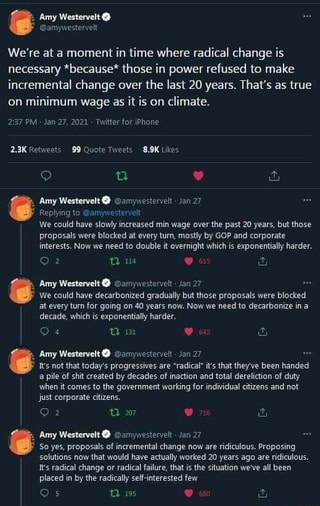 Amy Westervelt
@amywestervelt
We're at a moment in time where radical change is
necessary *because* those in power refused to make
incremental change over the last 20 years. That's as true
on minimum wage as it is on climate.
2:37 PM · Jan 27, 2021 · Twitter for iPhone
2.3K Retweets 99 Quote Tweets 8.9K Likes
Amy Westervelt @amywestervelt · Jan 27
Replying to @amywestervelt
We could have slowly increased min wage over the past 20 years, but those
proposals were blocked at every turn, mostly by GOP and corporate
interests. Now we need to double it overnight which is exponentially harder.
2 114 615
Amy Westervelt @amywestervelt · Jan 27
We could have decarbonized gradually but those proposals were blocked
at every turn for going on 40 years now. Now we need to decarbonize in a
decade, which is exponentially harder.
4 131 643
Amy Westervelt @amywestervelt · Jan 27
It's not that today's progressives are "radical" it's that they've been handed
a pile of shit created by decades of inaction and total dereliction of duty
when it comes to the government working for individual citizens and not
just corporate citizens.
2 207 716
Amy Westervelt @amywestervelt · Jan 27
So yes, proposals of incremental change now are ridiculous. Proposing
solutions now that would have actually worked 20 years ago are ridiculous.
It's radical change or radical failure, that is the situation we've all been
placed in by the radically self-interested few
5 195 680